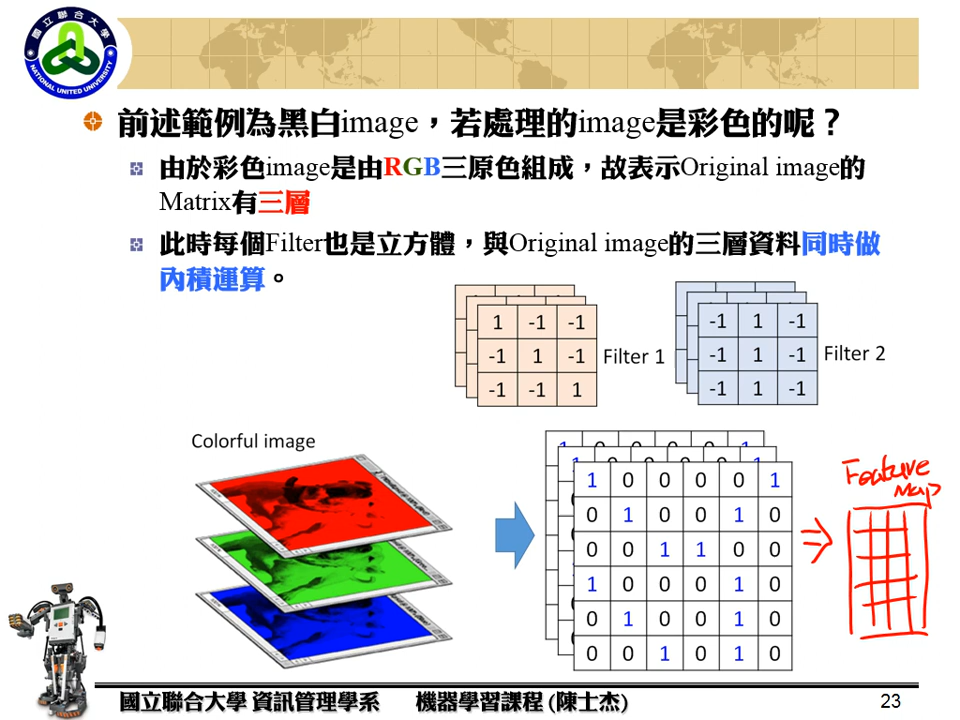 國立聯合大學
NATIONAL UNITED UNIVERSITY
前述範例為黑白image，若處理的image是彩色的呢？
由於彩色image是由RGB三原色組成，故表示Original image的
Matrix有三層
此時每個Filter也是立方體，與Original image的三層資料同時做
內積運算。
1 -1 -1
-1 1 -1
-1 -1 1
Filter 1
-1 1 -1
-1 1 -1
-1 1 -1
Filter 2
Colorful image
1 0 0 0 0 1
0 1 0 0 1 0
0 0 1 1 0 0
1 0 0 0 1 0
0 1 0 0 1 0
0 0 1 0 1 0
Feature
Map
國立聯合大學 資訊管理學系 機器學習課程 (陳士杰)
23